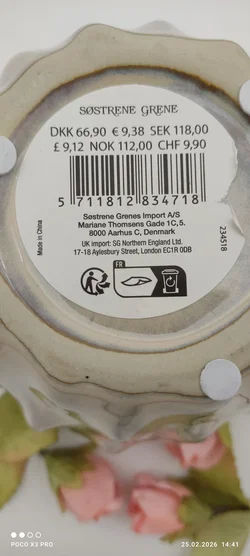 SØSTRENE GRENE
DKK 66,90 € 9,38 SEK 118,00
£ 9,12 NOK 112,00 CHF 9,90
5 711812 834718
Søstrene Grenes Import A/S
Mariane Thomsens Gade 1C,5.
8000 Aarhus C, Denmark
UK import: SG Northern England Ltd.
17-18 Aylesbury Street, London EC1R 0DB
Made in China
234518
FR
POCO X3 PRO
25.02.2026 14:41